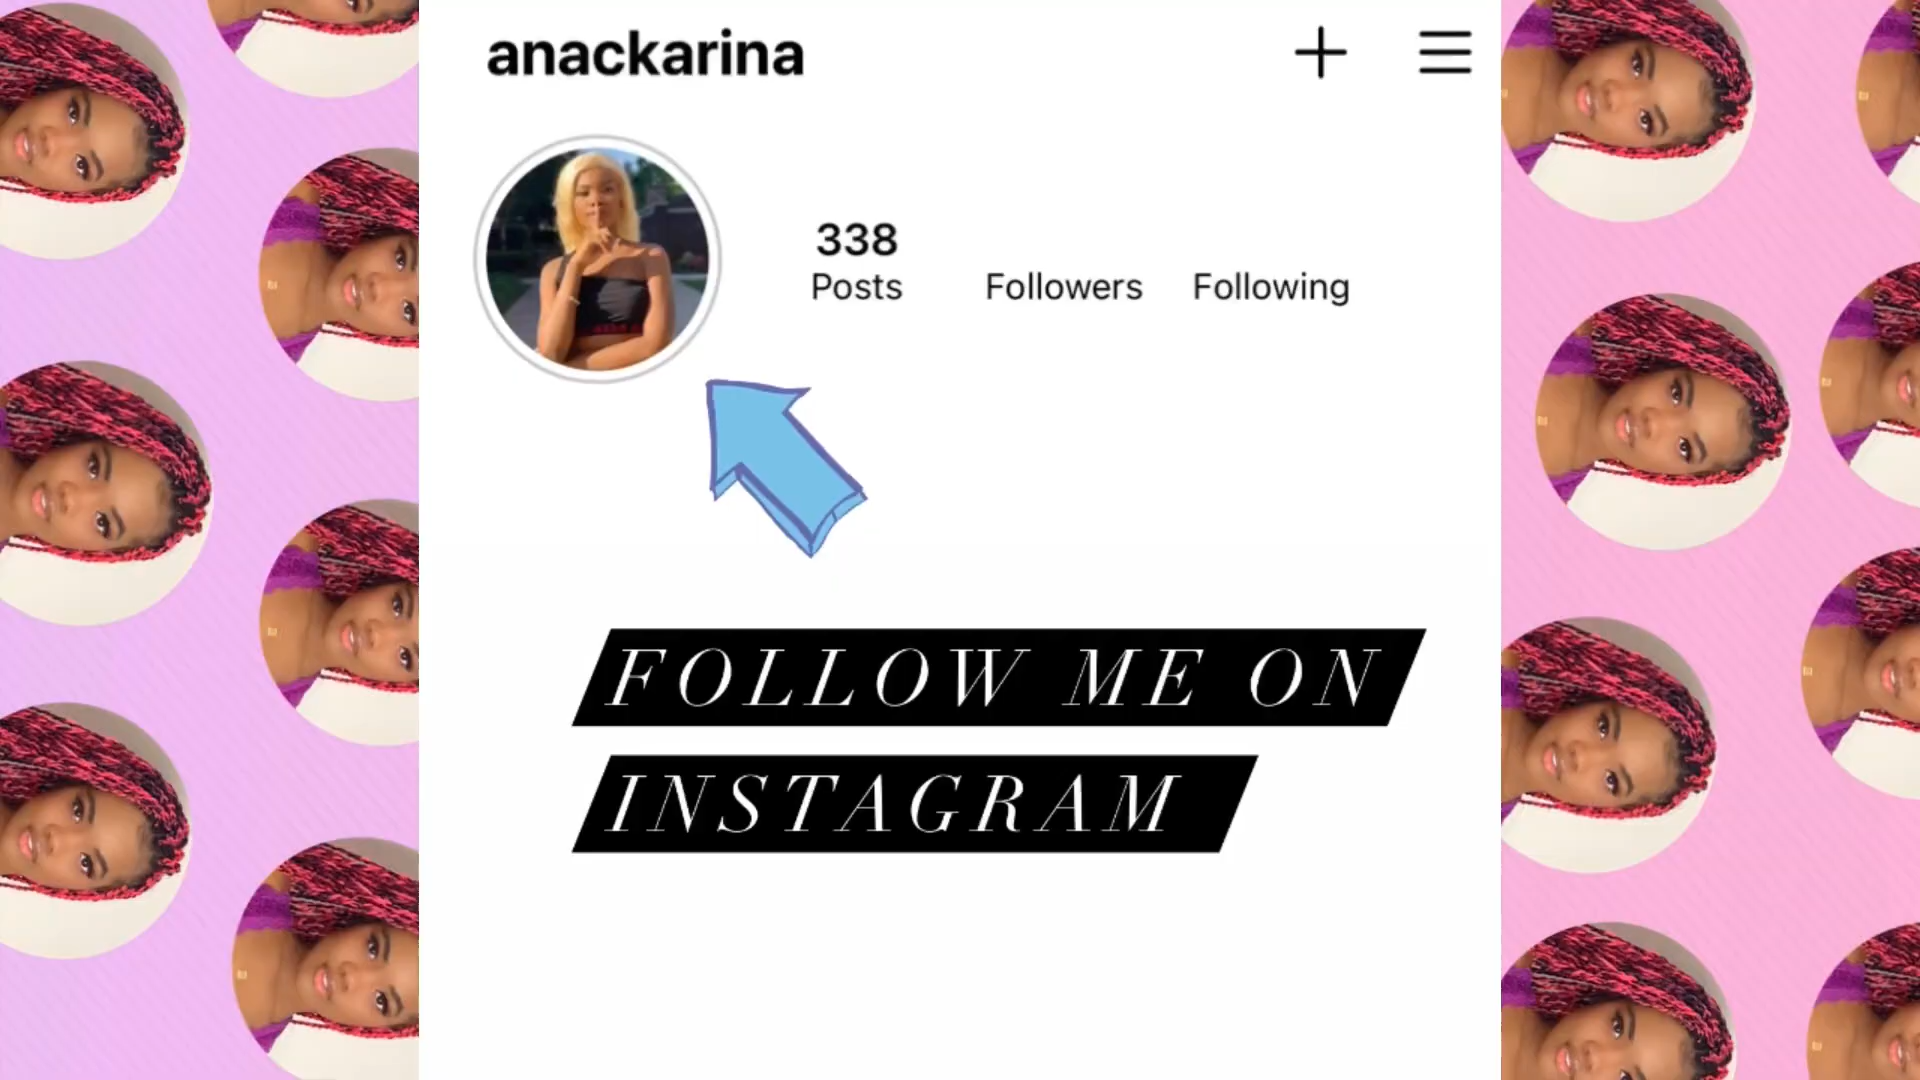 anackarina
338
Posts Followers Following
FOLLOW ME ON
INSTAGRAM